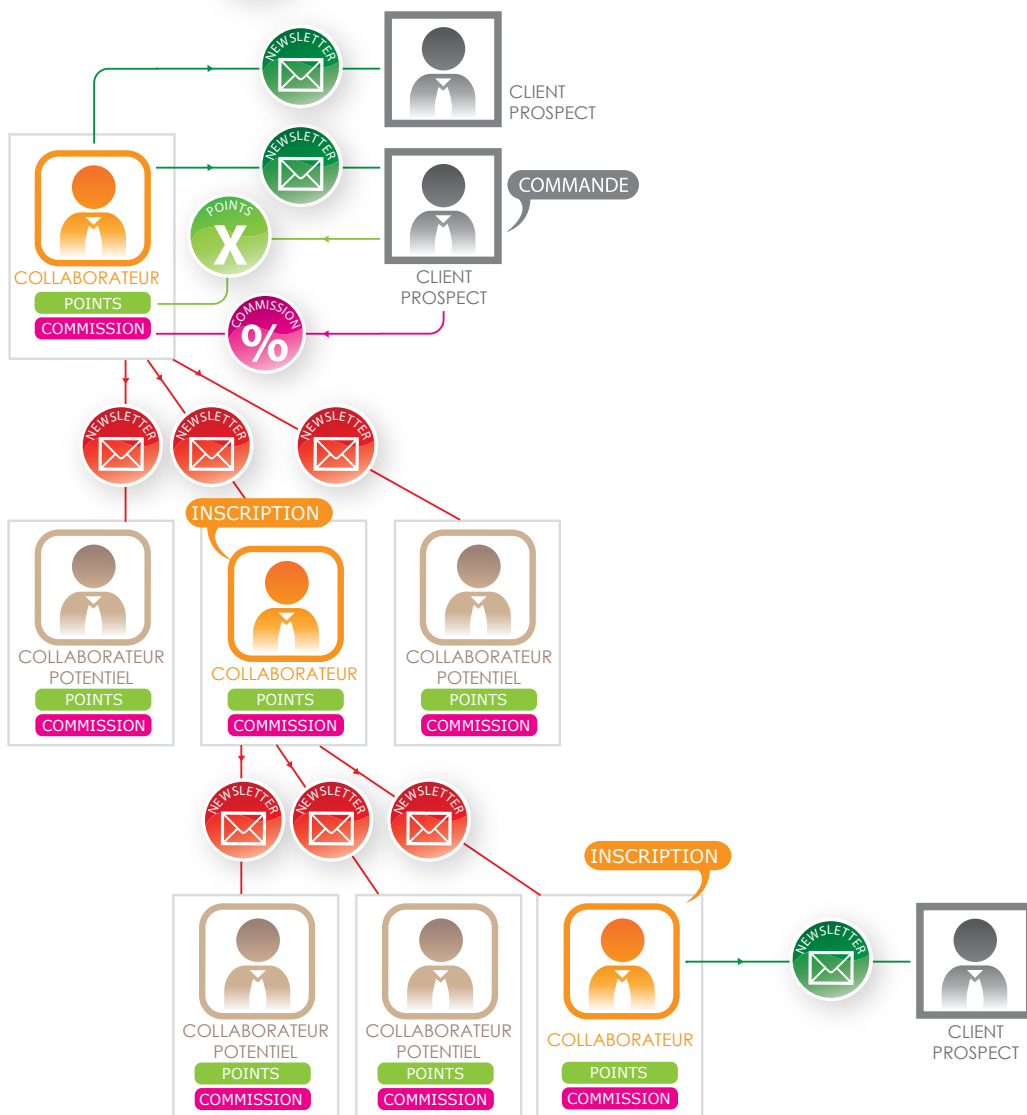 NEWSLETTER
CLIENT
PROSPECT
NEWSLETTER
COMMANDE
POINTS
X
COLLABORATEUR
CLIENT
PROSPECT
POINTS
COMMISSION
COMMISSION
%
NEWSLETTER
NEWSLETTER
NEWSLETTER
INSCRIPTION
COLLABORATEUR
POTENTIEL
POINTS
COMMISSION
COLLABORATEUR
POINTS
COMMISSION
COLLABORATEUR
POTENTIEL
POINTS
COMMISSION
NEWSLETTER
NEWSLETTER
NEWSLETTER
INSCRIPTION
COLLABORATEUR
POTENTIEL
POINTS
COMMISSION
COLLABORATEUR
POTENTIEL
POINTS
COMMISSION
COLLABORATEUR
POINTS
COMMISSION
NEWSLETTER
CLIENT
PROSPECT